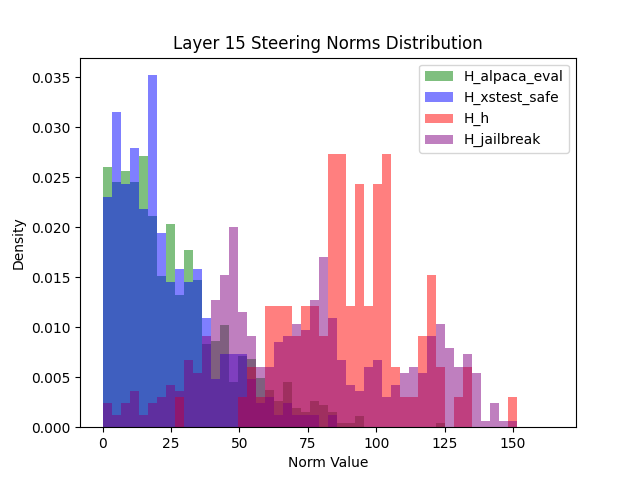 Layer 15 Steering Norms Distribution
H_alpaca_eval
H_xstest_safe
H_h
H_jailbreak
Density
0.035
0.030
0.025
0.020
0.015
0.010
0.005
0.000
0 25 50 75 100 125 150
Norm Value